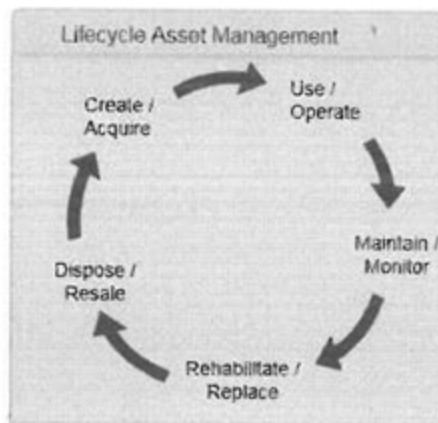 Lifecycle Asset Management
Create /
Acquire
Use /
Operate
Maintain /
Monitor
Rehabilitate /
Replace
Dispose /
Resale